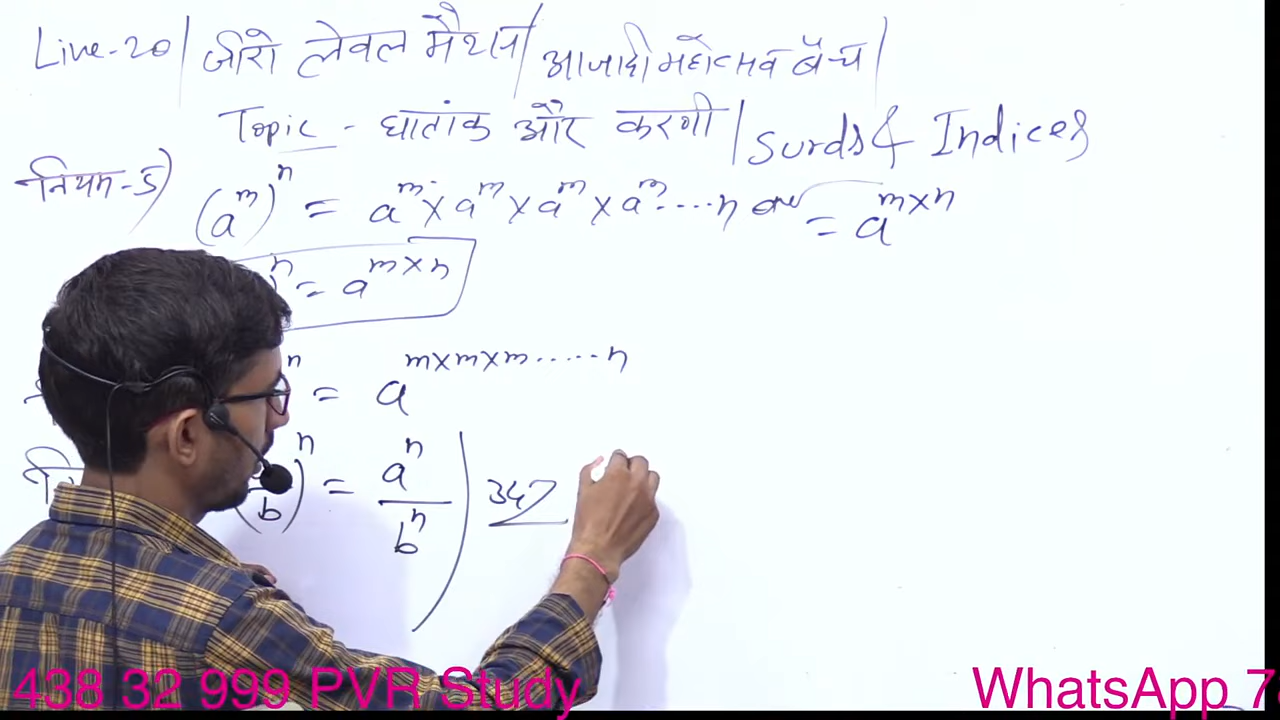 Live-20 / जीरो लेवल मैथ्स / आजादी महोत्सव बैच /
Topic - घातांक और करणी / Surds & Indices
नियम-5) (a^m)^n = a^m × a^m × a^m × a^m .... n = a^{m×n}
n = a^{m×n}
n = a^{m×m×m.....n}
b)^n = a^n / b^n
438 32 999 PVR Study
WhatsApp 7